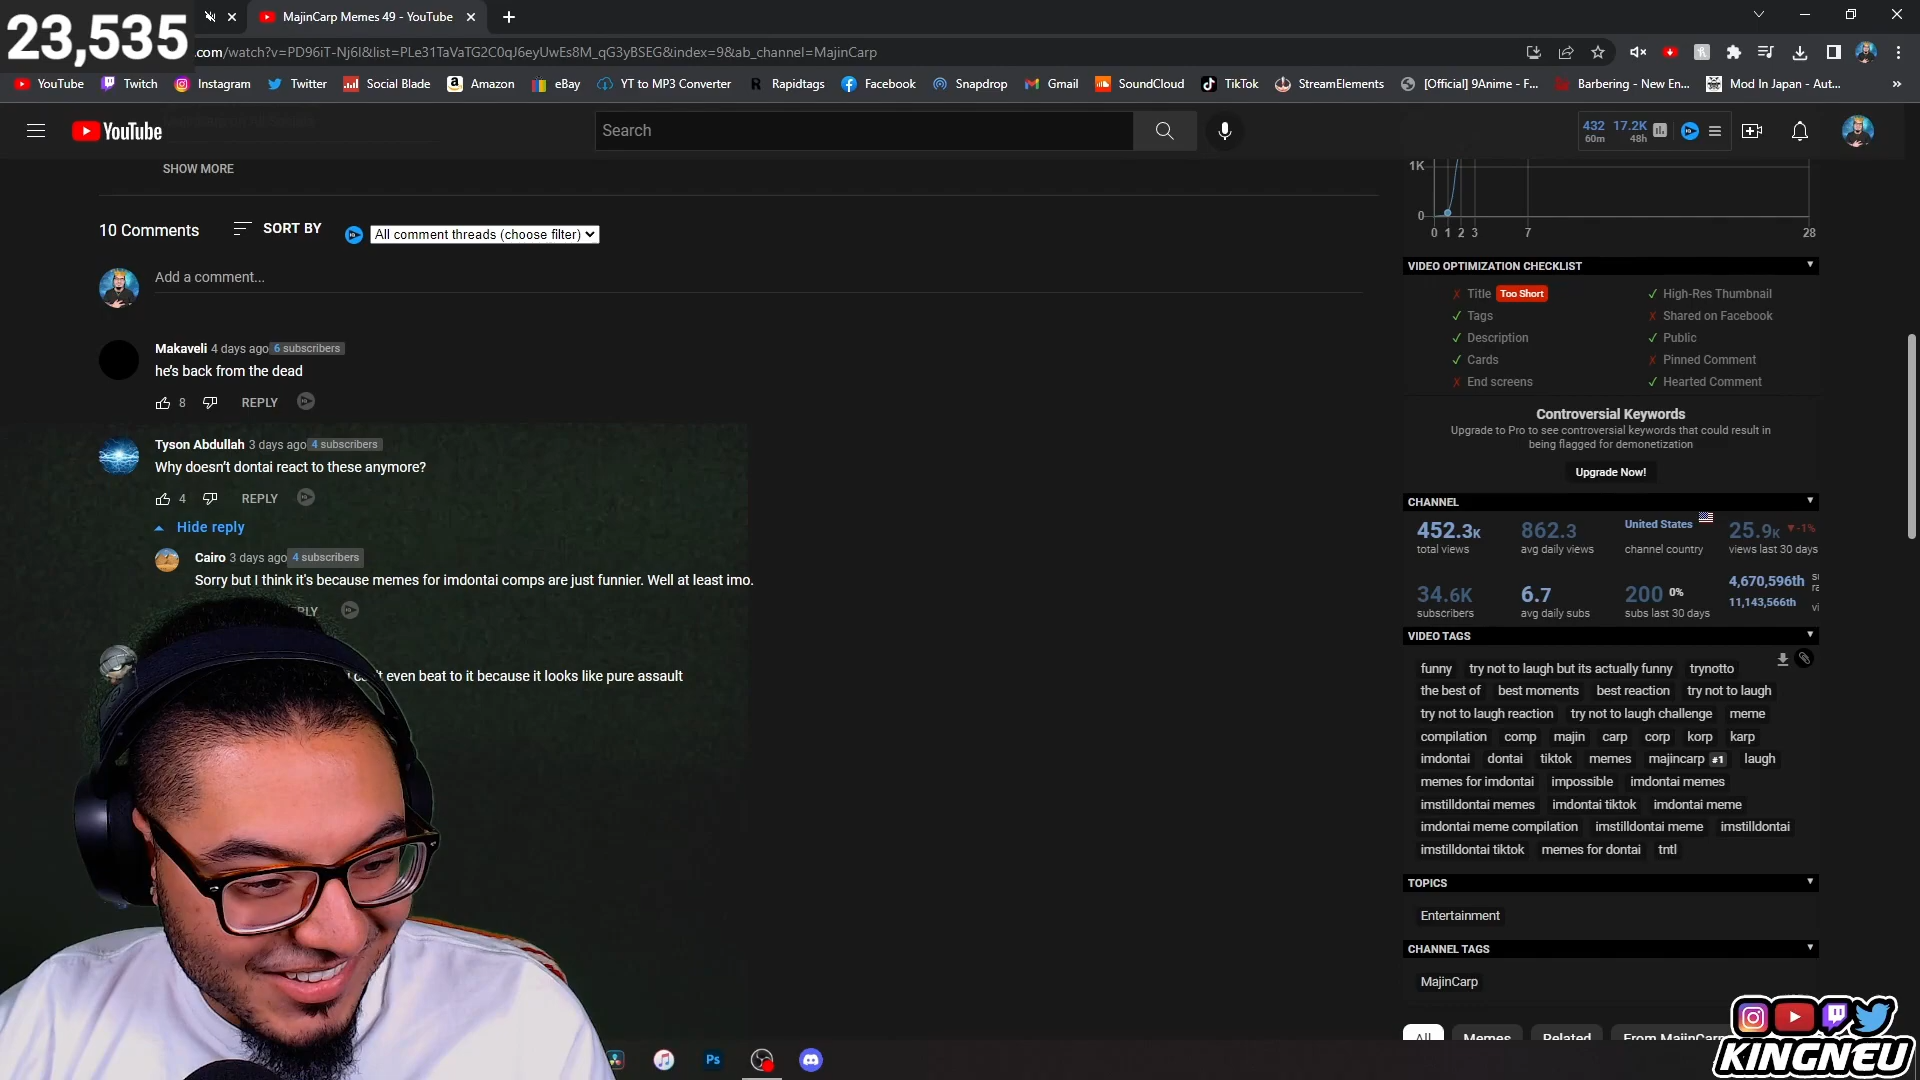 23,535
MajinCarp Memes 49 - YouTube
.com/watch?v=PD96iT-Nj6I&list=PLe31TaVaTG2C0qJ6eyUwEs8M_qG3yBSEG&index=9&ab_channel=MajinCarp
YouTube Twitch Instagram Twitter Social Blade Amazon eBay YT to MP3 Converter Rapidtags Facebook Snapdrop Gmail SoundCloud TikTok StreamElements [Official] 9Anime - F... Barbering - New En... Mod In Japan - Aut... »
YouTube
Search
432 17.2K
60m 48h
SHOW MORE
10 Comments SORT BY All comment threads (choose filter)
Add a comment...
Makaveli 4 days ago 6 subscribers
he's back from the dead
8 REPLY
Tyson Abdullah 3 days ago 4 subscribers
Why doesn't dontai react to these anymore?
4 REPLY
Hide reply
Cairo 3 days ago 4 subscribers
Sorry but I think it's because memes for imdontai comps are just funnier. Well at least imo.
even beat to it because it looks like pure assault
1K
0
0 1 2 3 7 28
VIDEO OPTIMIZATION CHECKLIST
✗ Title Too Short ✓ High-Res Thumbnail
✓ Tags ✗ Shared on Facebook
✓ Description ✓ Public
✓ Cards ✗ Pinned Comment
✗ End screens ✓ Hearted Comment
Controversial Keywords
Upgrade to Pro to see controversial keywords that could result in
being flagged for demonetization
Upgrade Now!
CHANNEL
452.3K 862.3 United States 25.9K ▼-1%
total views avg daily views channel country views last 30 days
34.6K 6.7 200 0% 4,670,596th
subscribers avg daily subs subs last 30 days 11,143,566th
VIDEO TAGS
funny try not to laugh but its actually funny trynotto
the best of best moments best reaction try not to laugh
try not to laugh reaction try not to laugh challenge meme
compilation comp majin carp corp korp karp
imdontai dontai tiktok memes majincarp #1 laugh
memes for imdontai impossible imdontai memes
imstilldontai memes imdontai tiktok imdontai meme
imdontai meme compilation imstilldontai meme imstilldontai
imstilldontai tiktok memes for dontai tntl
TOPICS
Entertainment
CHANNEL TAGS
MajinCarp
All Memes Related From MajinCarp
Ps
KINGNEU